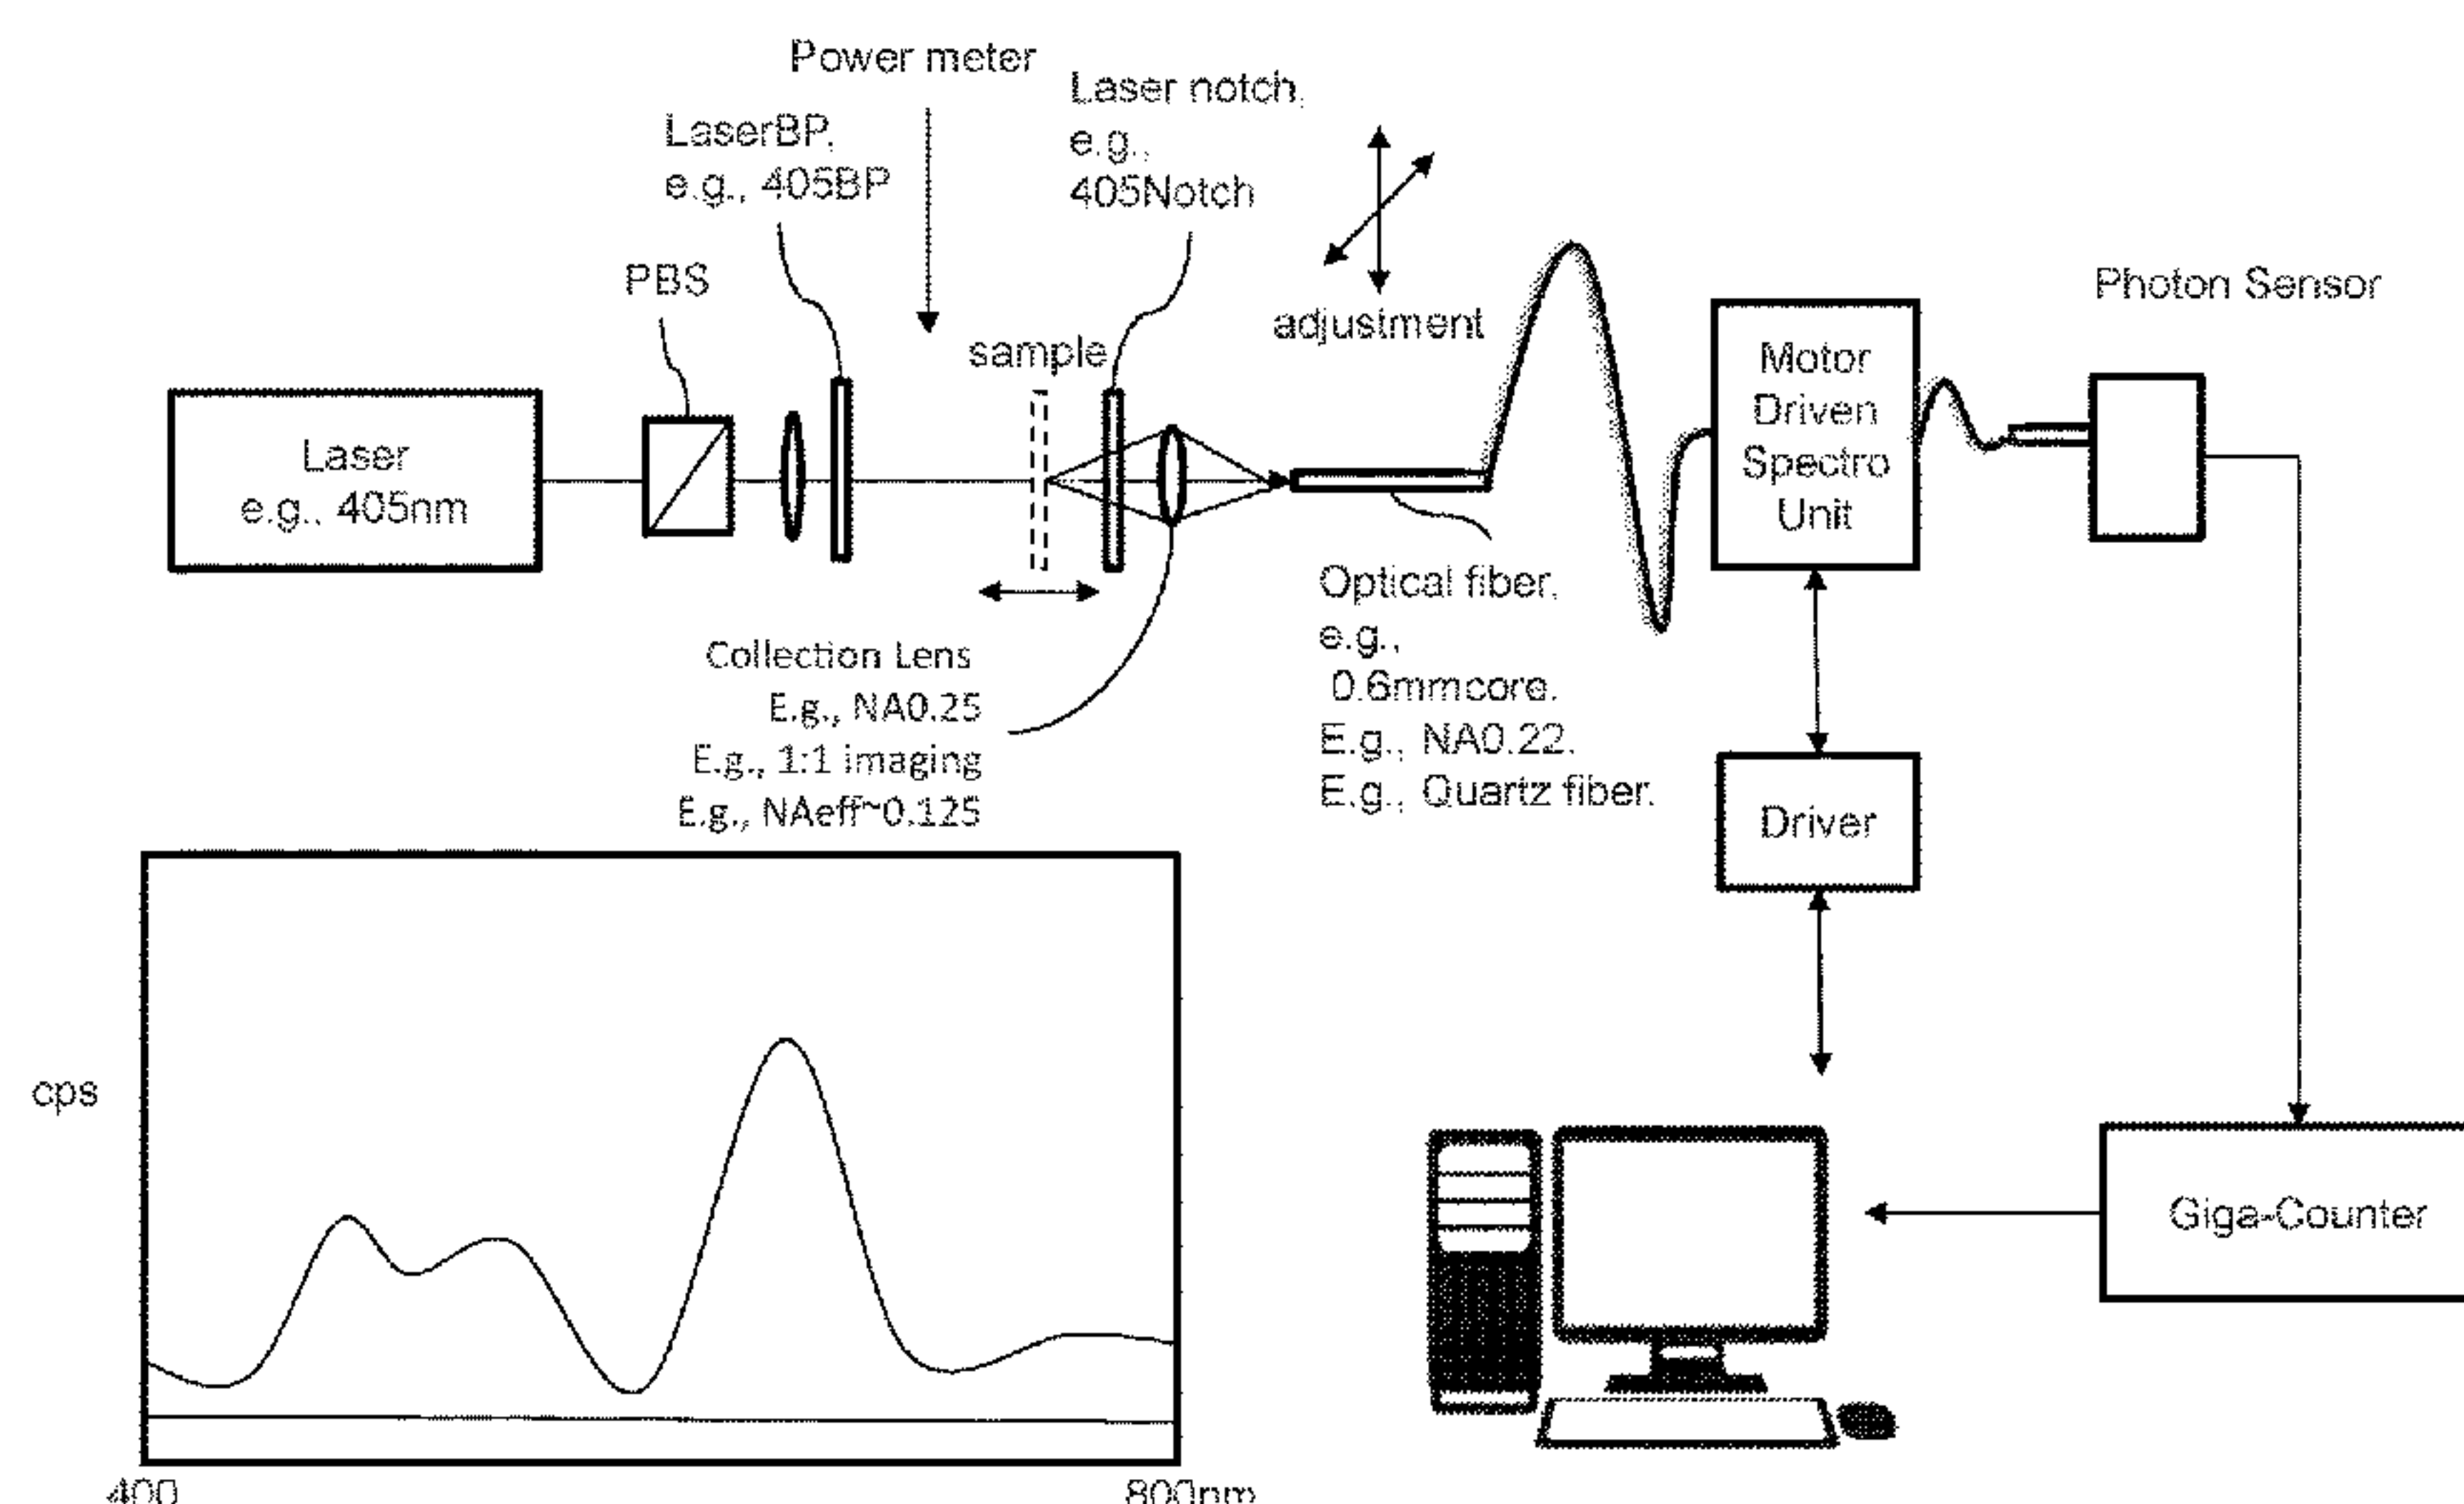 Power meter
Laser notch,
e.g.,
405Notch
LaserBP,
e.g., 405BP
PBS
sample
adjustment
Photon Sensor
Laser
e.g., 405nm
Motor
Driven
Spectro
Unit
Optical fiber,
e.g.,
0.6mmcore.
E.g., NA0.22.
E.g., Quartz fiber.
Collection Lens
E.g., NA0.25
E.g., 1:1 imaging
E.g., NAeff~0.125
Driver
cps
Giga-Counter
400
800nm